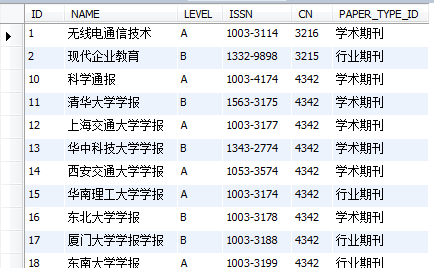 ID NAME LEVEL ISSN CN PAPER_TYPE_ID
1 无线电通信技术 A 1003-3114 3216 学术期刊
2 现代企业教育 B 1332-9898 3215 行业期刊
10 科学通报 A 1003-4174 4342 学术期刊
11 清华大学学报 B 1563-3175 4342 学术期刊
12 上海交通大学学报 A 1003-3177 4342 学术期刊
13 华中科技大学学报 B 1343-2774 4342 学术期刊
14 西安交通大学学报 A 1053-3574 4342 学术期刊
15 华南理工大学学报 A 1003-3174 4342 行业期刊
16 东北大学学报 B 1003-3178 4342 学术期刊
17 厦门大学学报学报 B 1003-3188 4342 行业期刊
18 东南大学学报 A 1003-3199 4342 学术期刊